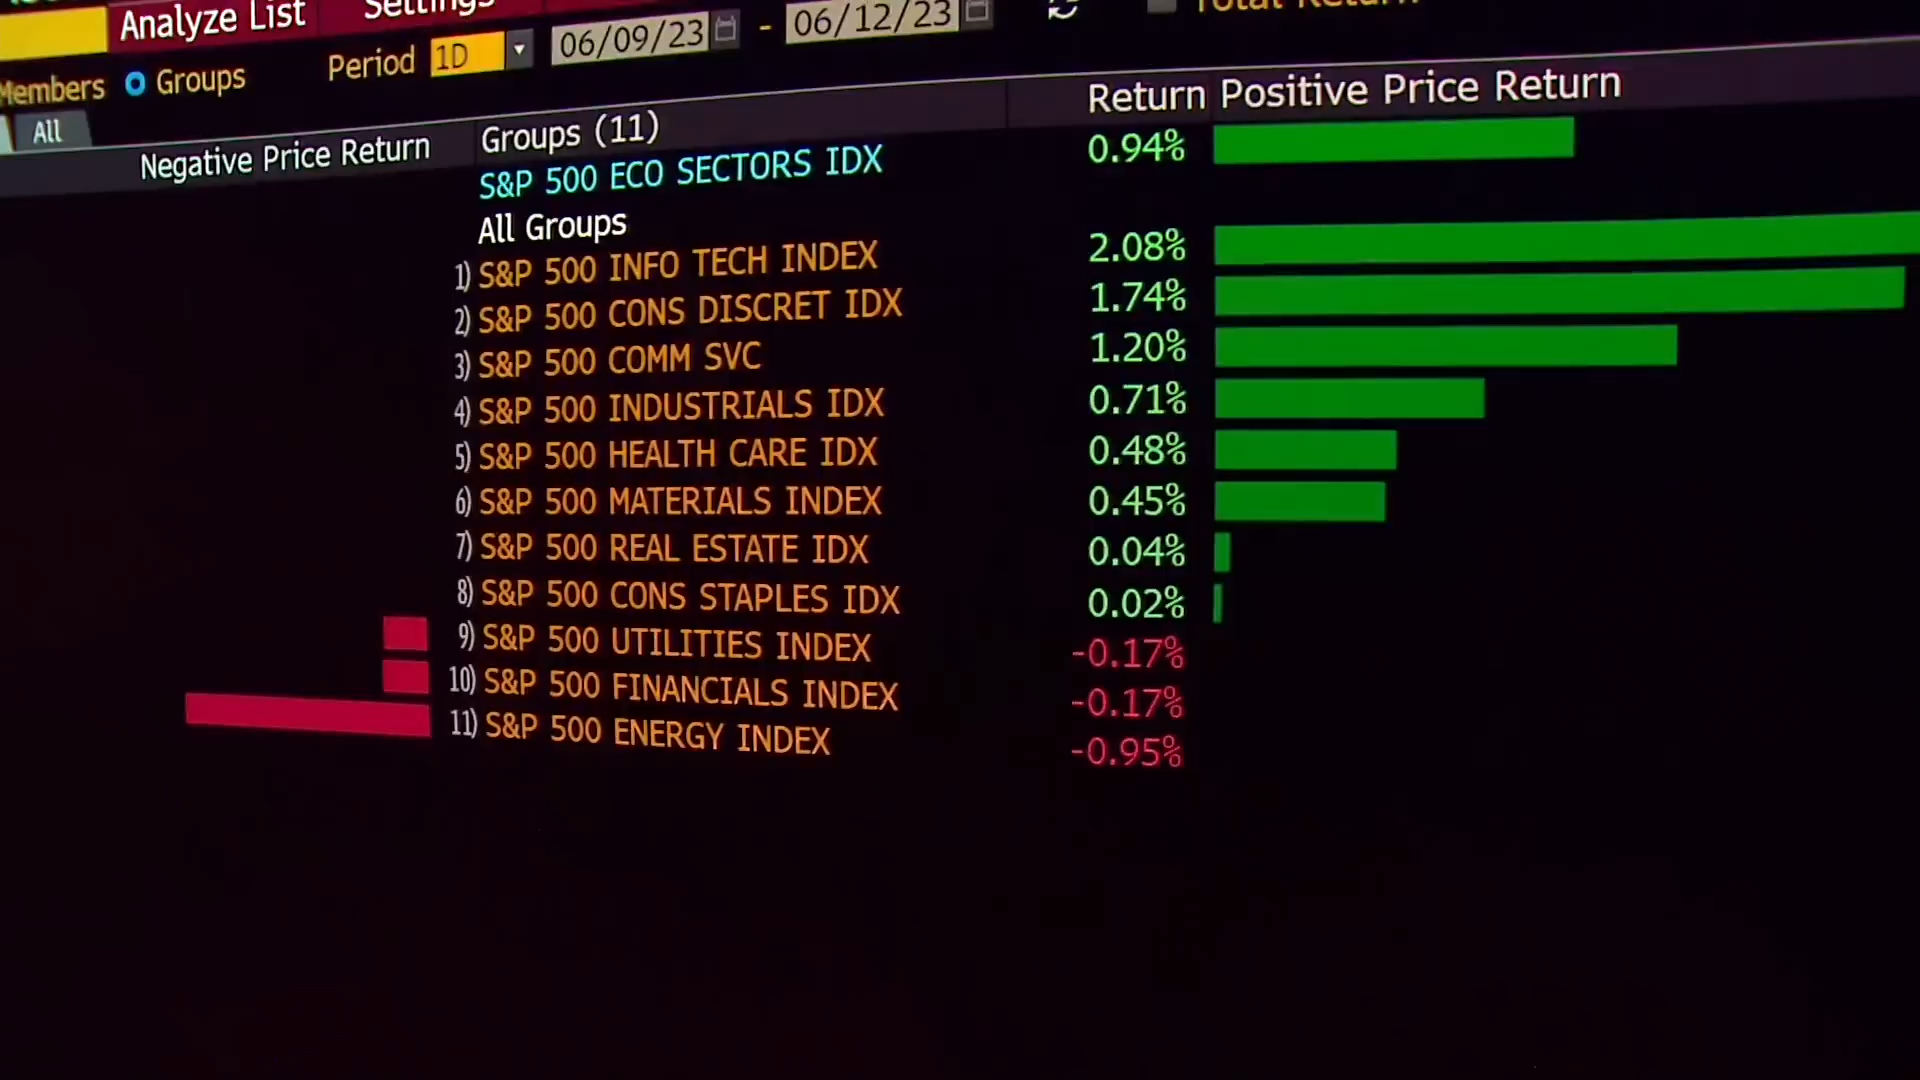 Analyze List Settings
Members Groups Period 1D 06/09/23 - 06/12/23 Total Return
All
Negative Price Return Groups (11) Return Positive Price Return
S&P 500 ECO SECTORS IDX 0.94%
All Groups
1) S&P 500 INFO TECH INDEX 2.08%
2) S&P 500 CONS DISCRET IDX 1.74%
3) S&P 500 COMM SVC 1.20%
4) S&P 500 INDUSTRIALS IDX 0.71%
5) S&P 500 HEALTH CARE IDX 0.48%
6) S&P 500 MATERIALS INDEX 0.45%
7) S&P 500 REAL ESTATE IDX 0.04%
8) S&P 500 CONS STAPLES IDX 0.02%
9) S&P 500 UTILITIES INDEX -0.17%
10) S&P 500 FINANCIALS INDEX -0.17%
11) S&P 500 ENERGY INDEX -0.95%